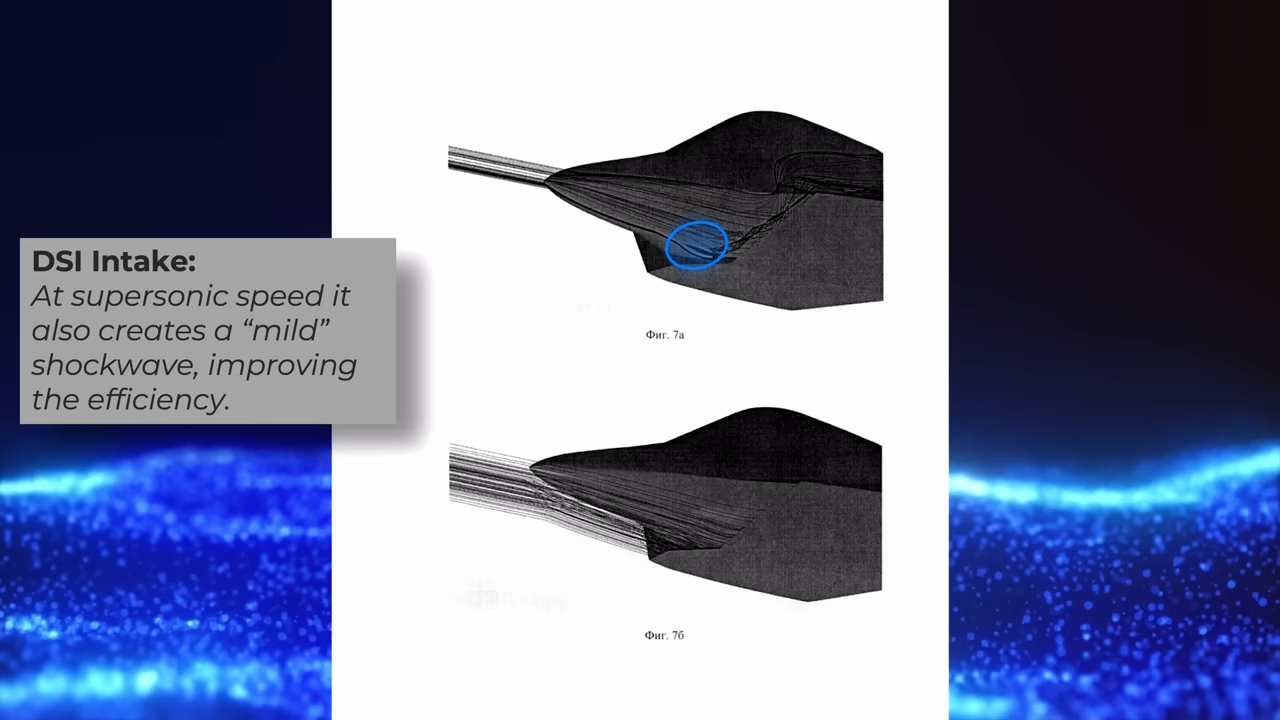 DSI Intake:
At supersonic speed it
also creates a “mild”
shockwave, improving
the efficiency.
Фиг. 7а
Фиг. 7б